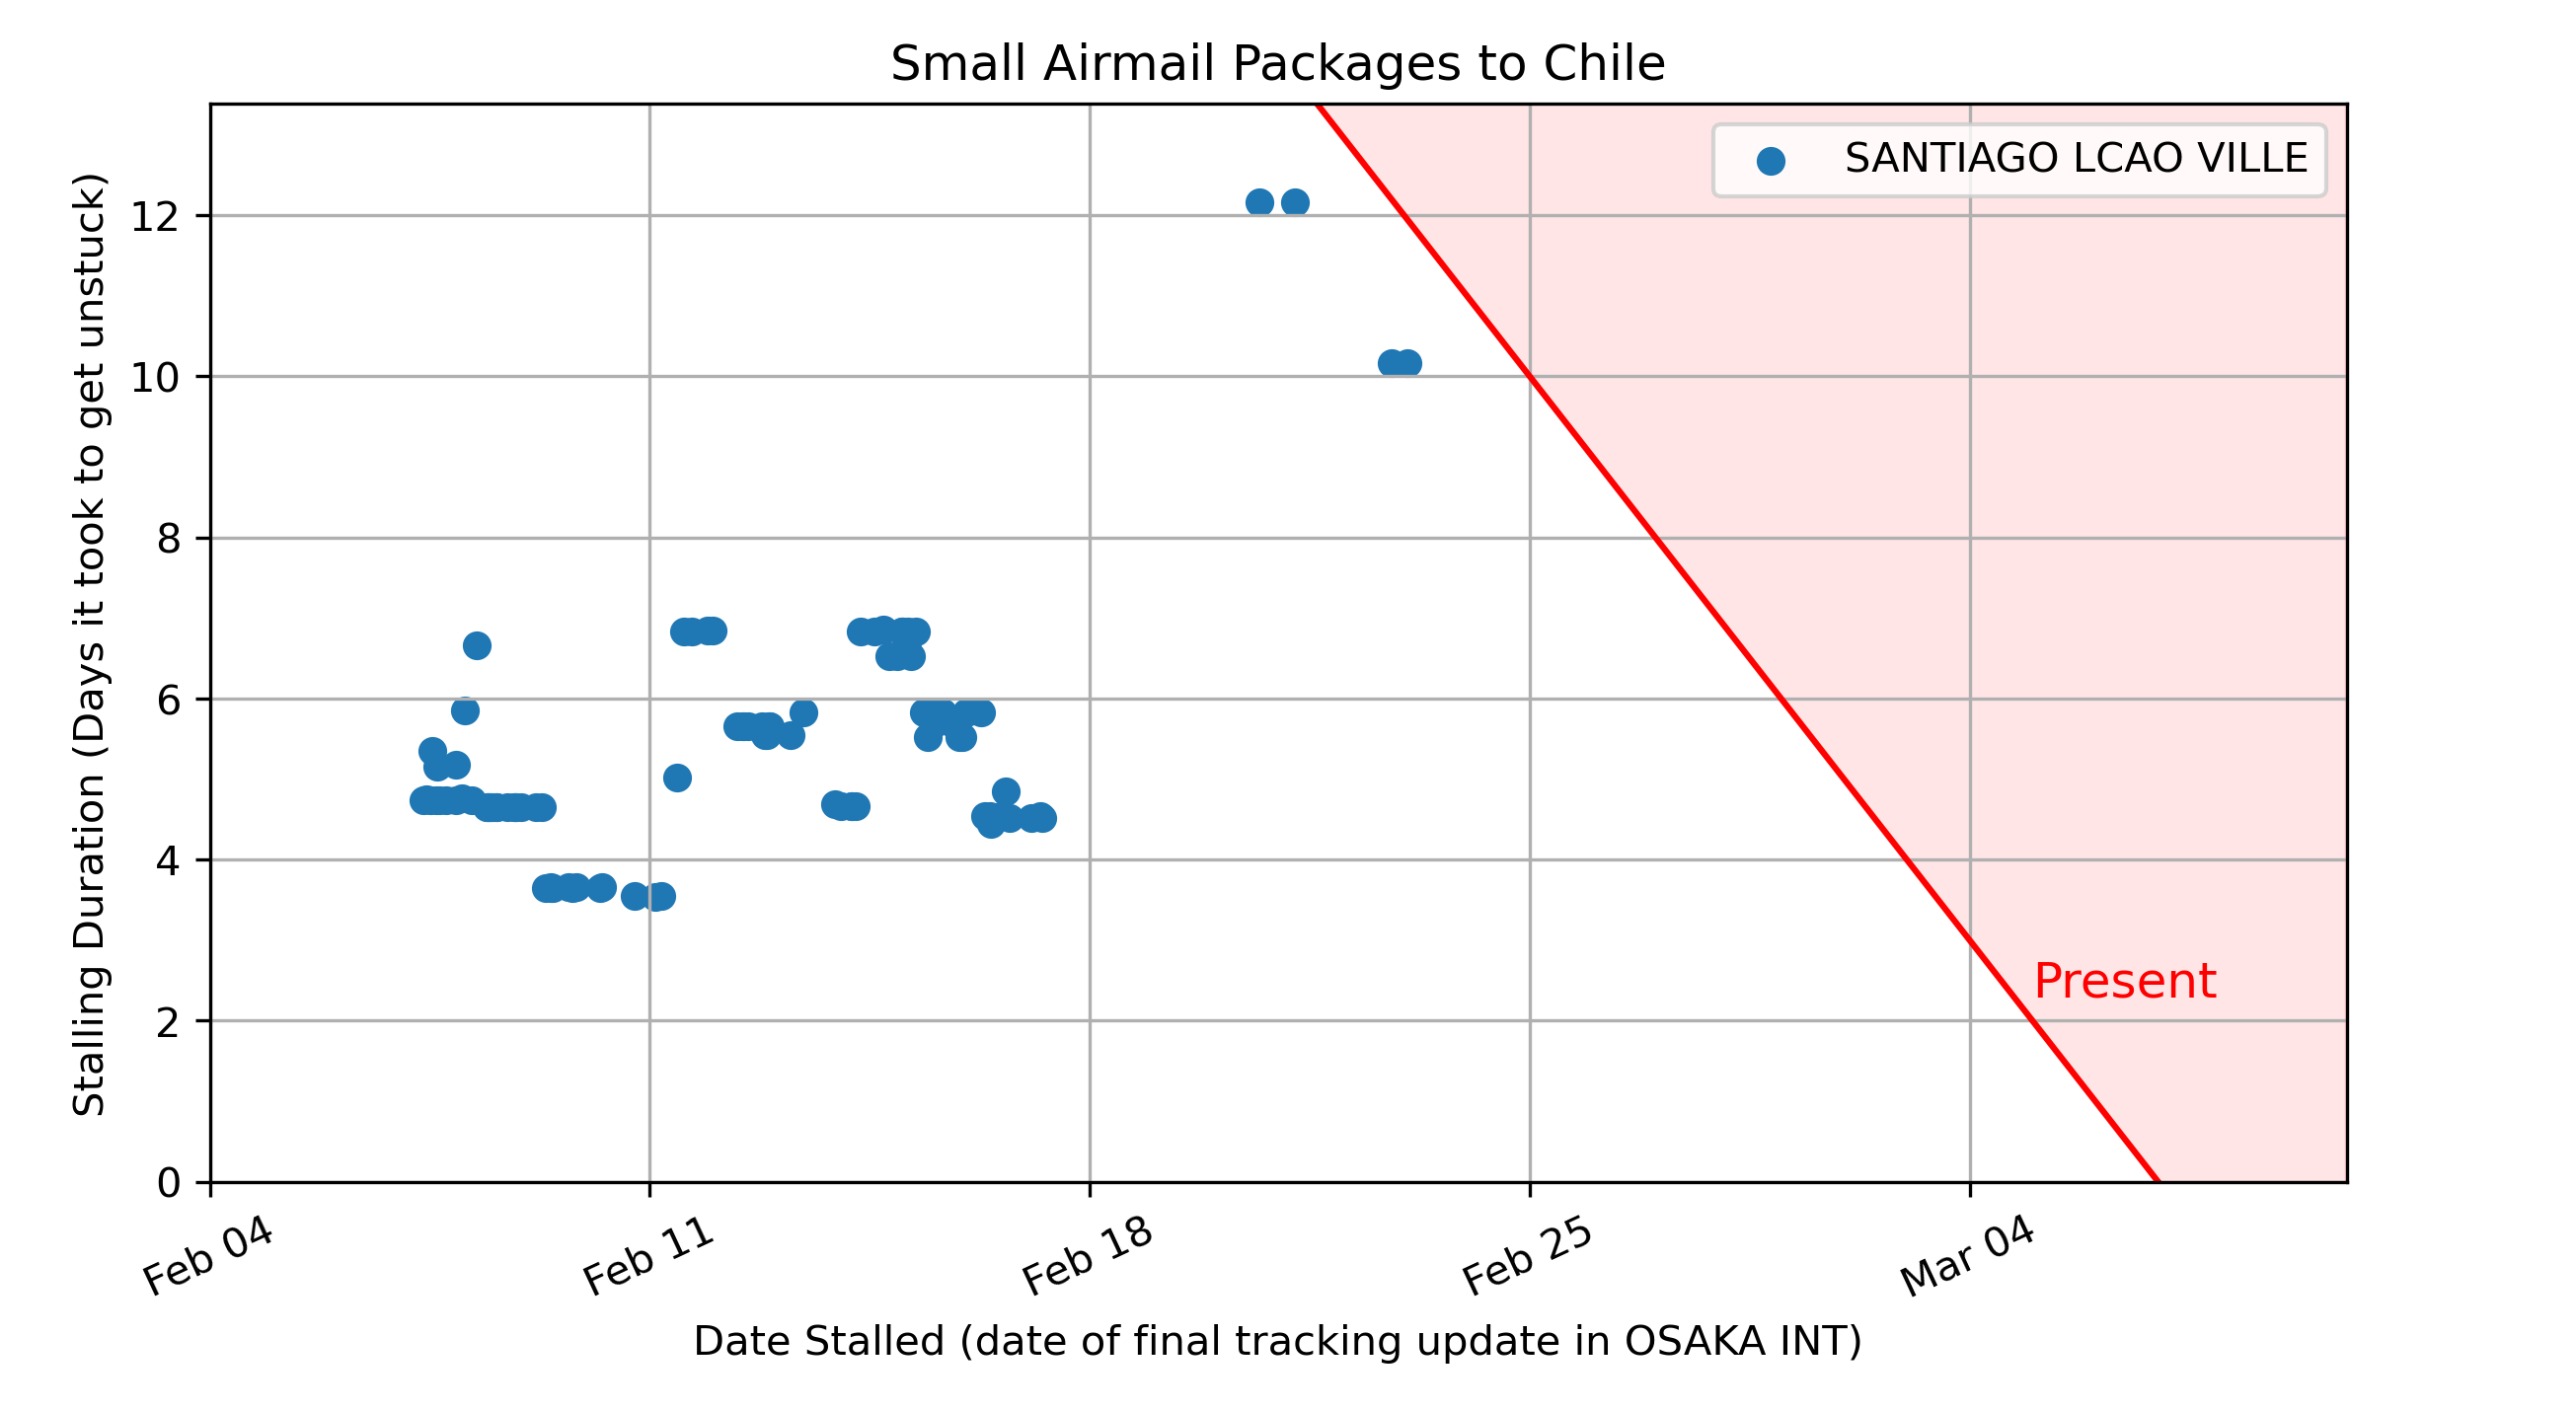 Small Airmail Packages to Chile
SANTIAGO LCAO VILLE
Stalling Duration (Days it took to get unstuck)
12
10
8
6
4
2
0
Present
Feb 04
Feb 11
Feb 18
Feb 25
Mar 04
Date Stalled (date of final tracking update in OSAKA INT)